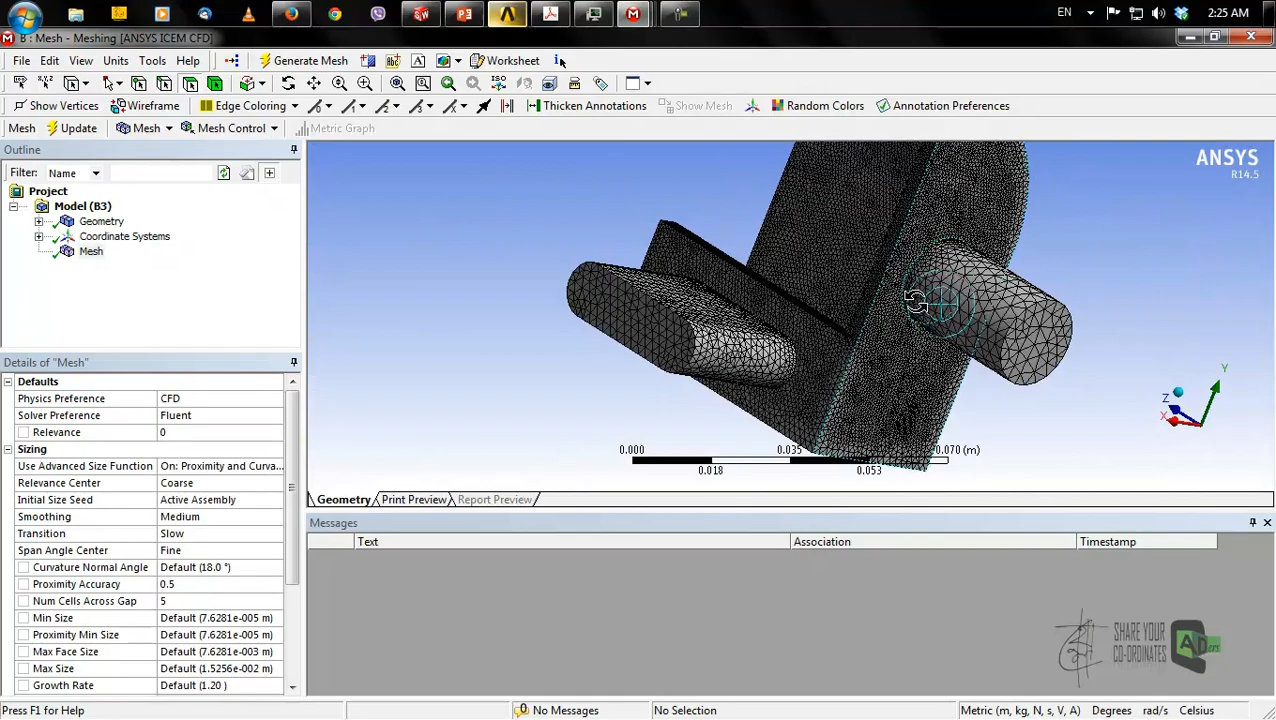 EN
2:25 AM
B : Mesh - Meshing [ANSYS ICEM CFD]
File Edit View Units Tools Help Generate Mesh Worksheet
Show Vertices Wireframe Edge Coloring Thicken Annotations Show Mesh Random Colors Annotation Preferences
Mesh Update Mesh Mesh Control Metric Graph
Outline
Filter: Name
Project
Model (B3)
Geometry
Coordinate Systems
Mesh
Details of "Mesh"
Defaults
Physics Preference CFD
Solver Preference Fluent
Relevance 0
Sizing
Use Advanced Size Function On: Proximity and Curva...
Relevance Center Coarse
Initial Size Seed Active Assembly
Smoothing Medium
Transition Slow
Span Angle Center Fine
Curvature Normal Angle Default (18.0 °)
Proximity Accuracy 0.5
Num Cells Across Gap 5
Min Size Default (7.6281e-005 m)
Proximity Min Size Default (7.6281e-005 m)
Max Face Size Default (7.6281e-003 m)
Max Size Default (1.5256e-002 m)
Growth Rate Default (1.20 )
ANSYS
R14.5
Y
Z
X
0.000 0.035 0.070 (m)
0.018 0.053
Geometry Print Preview Report Preview
Messages
Text Association Timestamp
SHARE YOUR
CO-ORDINATES
Press F1 for Help
No Messages
No Selection
Metric (m, kg, N, s, V, A) Degrees rad/s Celsius